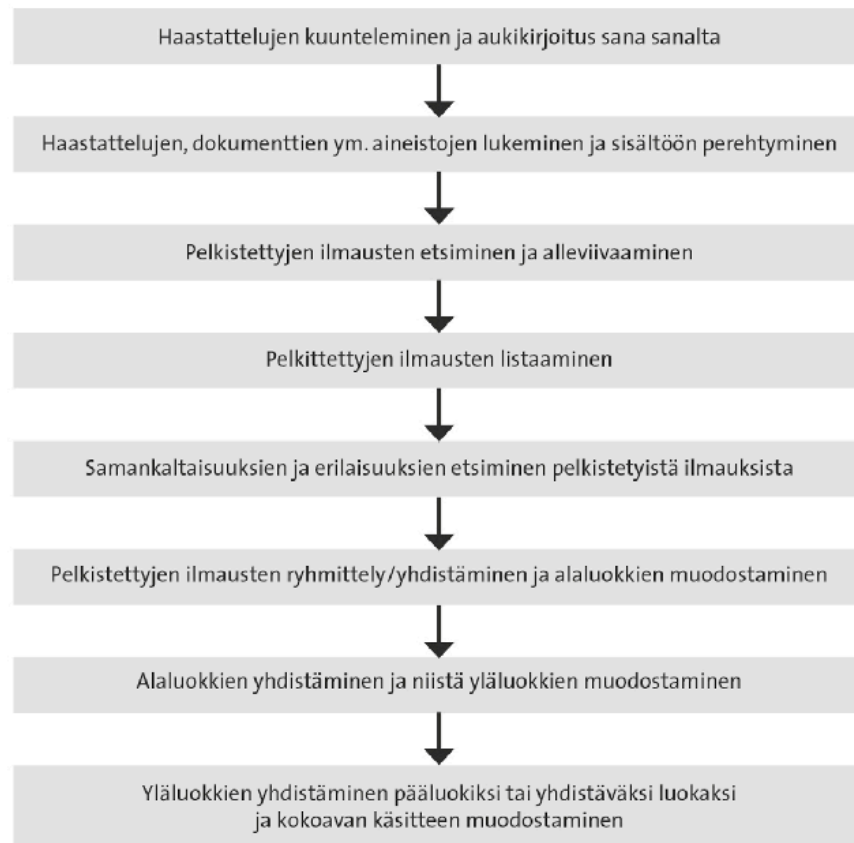 Haastattelujen kuunteleminen ja aukikirjoitus sana sanalta
Haastattelujen, dokumenttien ym. aineistojen lukeminen ja sisältöön perehtyminen
Pelkistettyjen ilmausten etsiminen ja alleviivaaminen
Pelkittettyjen ilmausten listaaminen
Samankaltaisuuksien ja erilaisuuksien etsiminen pelkistetyistä ilmauksista
Pelkistettyjen ilmausten ryhmittely/yhdistäminen ja alaluokkien muodostaminen
Alaluokkien yhdistäminen ja niistä yläluokkien muodostaminen
Yläluokkien yhdistäminen pääluokiksi tai yhdistäväksi luokaksi
ja kokoavan käsitteen muodostaminen